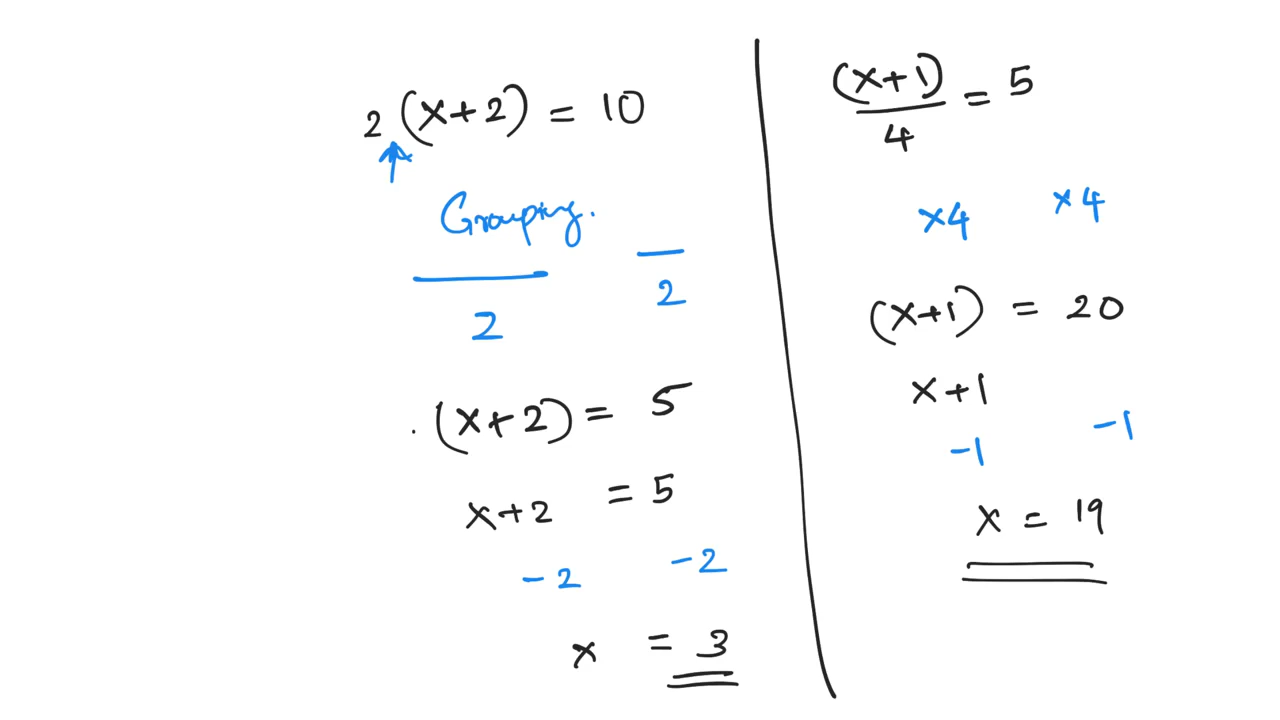 2 (x+2) = 10
Grouping.
2 2
(x+2) = 5
x+2 = 5
-2 -2
x = 3
(x+1)/4 = 5
×4 ×4
(x+1) = 20
x+1
-1 -1
x = 19